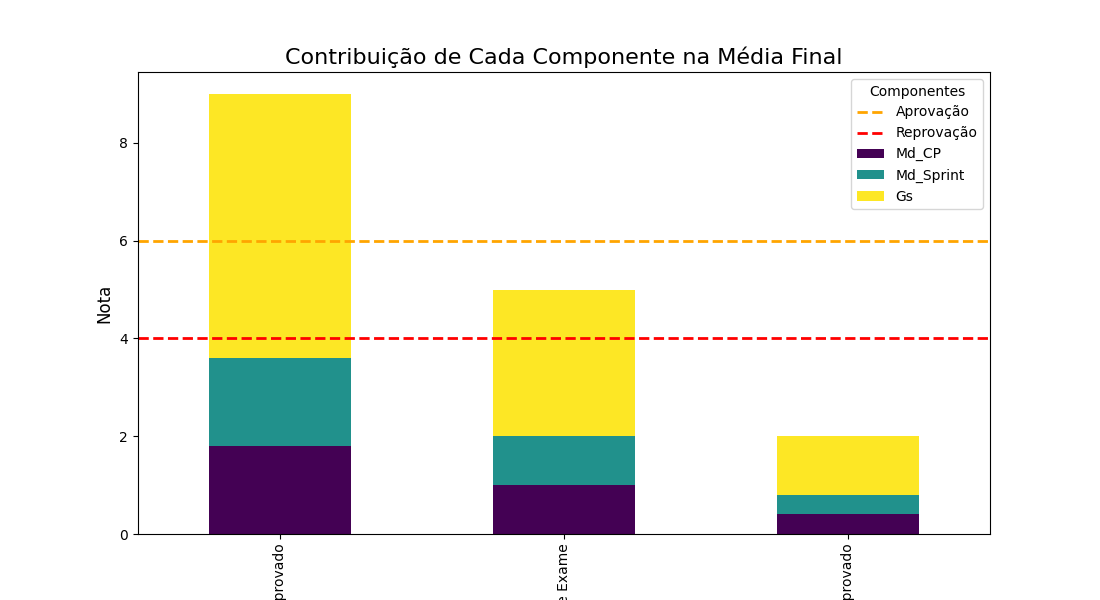 Contribuição de Cada Componente na Média Final
Componentes
Aprovação
Reprovação
Md_CP
Md_Sprint
Gs
Nota
8
6
4
2
0
provado
e Exame
provado